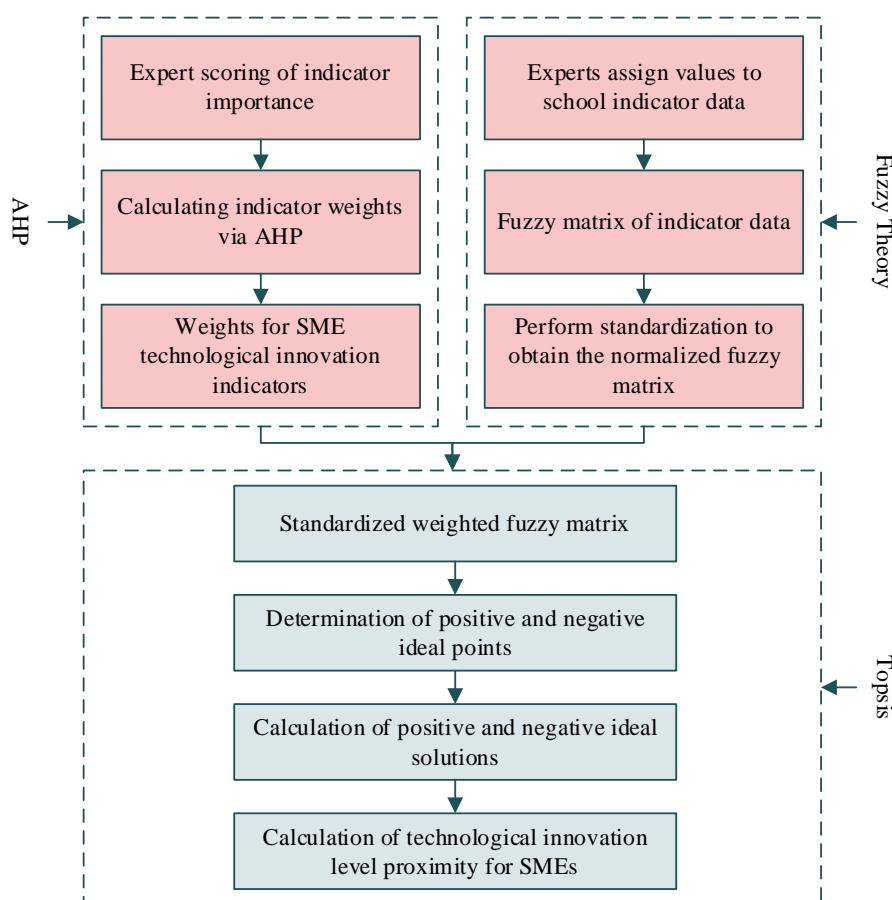 Expert scoring of indicator
importance
Calculating indicator weights
via AHP
Weights for SME
technological innovation
indicators
AHP
Experts assign values to
school indicator data
Fuzzy matrix of indicator data
Perform standardization to
obtain the normalized fuzzy
matrix
Fuzzy Theory
Standardized weighted fuzzy matrix
Determination of positive and negative
ideal points
Calculation of positive and negative ideal
solutions
Calculation of technological innovation
level proximity for SMEs
Topsis